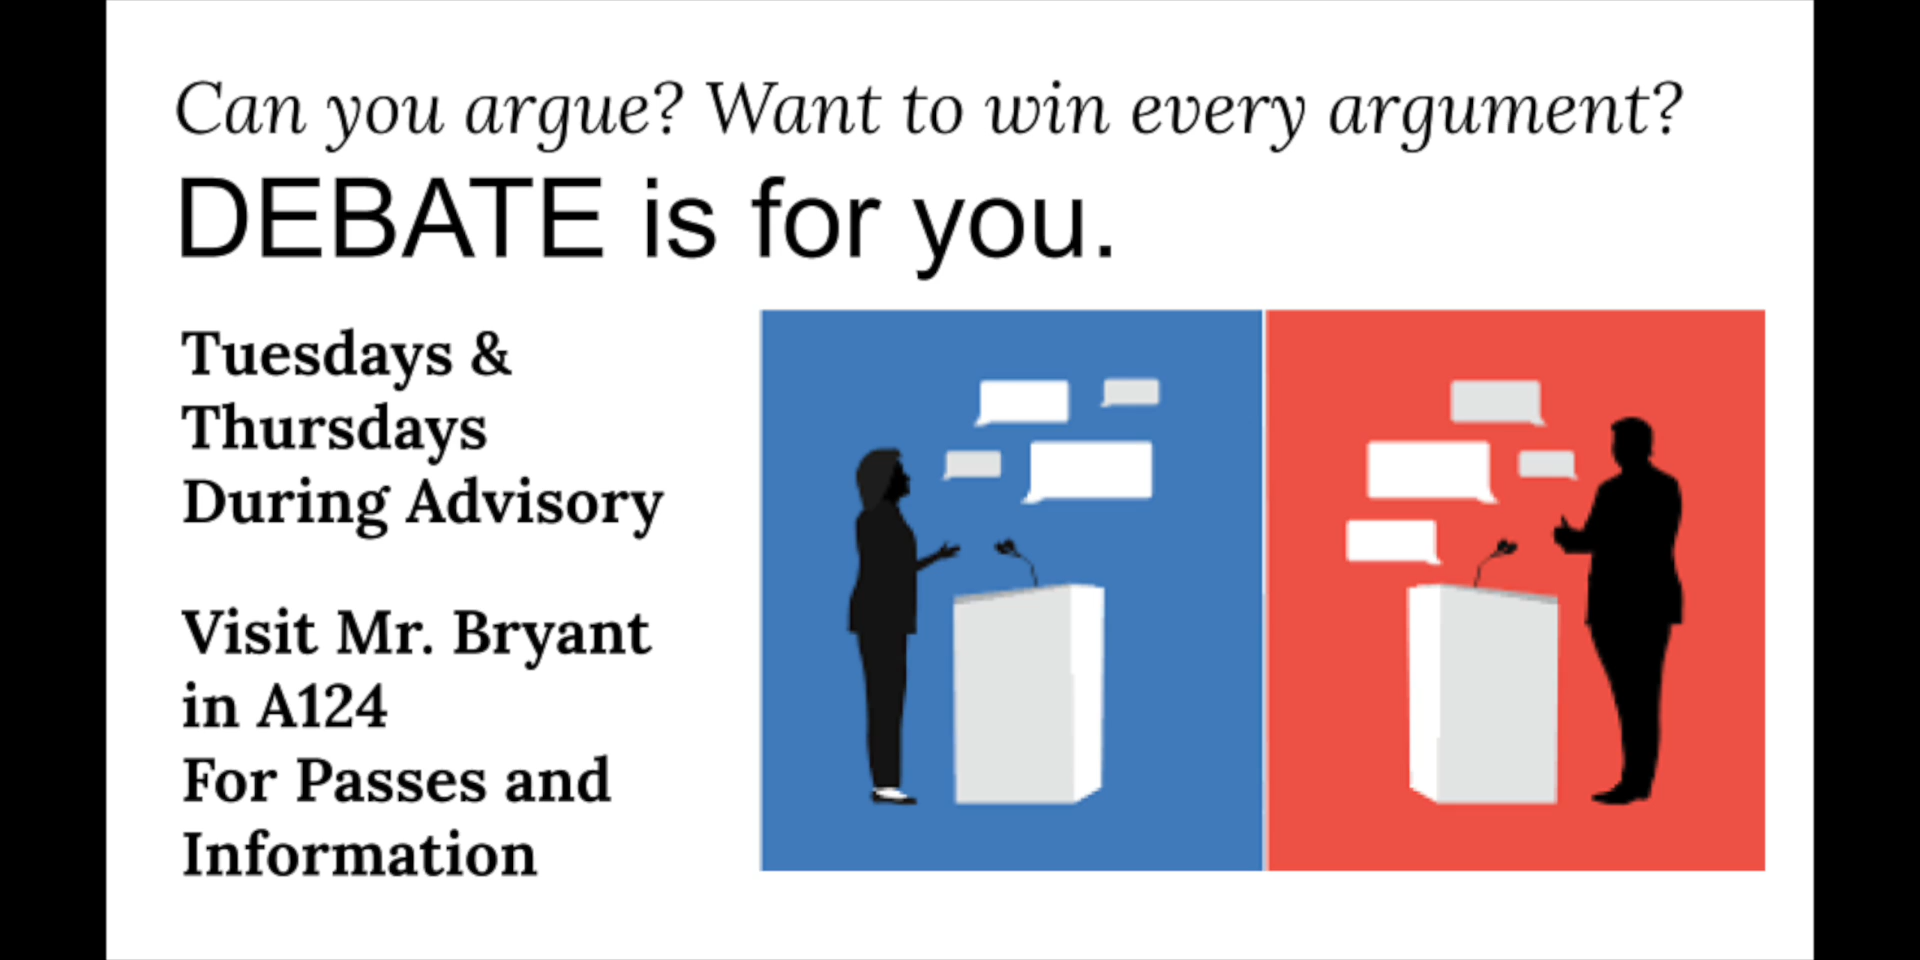 Can you argue? Want to win every argument?
DEBATE is for you.
Tuesdays &
Thursdays
During Advisory
Visit Mr. Bryant
in A124
For Passes and
Information